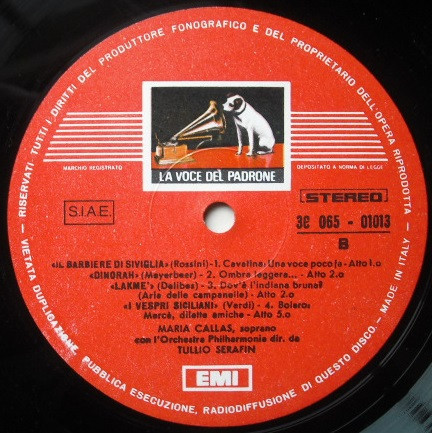 RISERVATI TUTTI I DIRITTI DEL PRODUTTORE FONOGRAFICO E DEL PROPRIETARIO DELL'OPERA RIPRODOTTA
LA VOCE DEL PADRONE
MARCHIO REGISTRATO
DEPOSITATO A NORMA DI LEGGE
S.I.A.E.
STEREO
3C 065 - 01013
B
«IL BARBIERE DI SIVIGLIA» (Rossini) - 1. Cavatina: Una voce poco fa - Atto 1.o
«DINORAH» (Meyerbeer) - 2. Ombra leggera... - Atto 2.o
«LAKME'» (Delibes) - 3. Dov'è l'indiana bruna?
(Aria delle campanelle) - Atto 2.o
«I VESPRI SICILIANI» (Verdi) - 4. Bolero:
Mercè, dilette amiche - Atto 5.o
MARIA CALLAS, soprano
con l'Orchestra Philharmonia dir. da
TULLIO SERAFIN
EMI
VIETATA DUPLICAZIONE, PUBBLICA ESECUZIONE, RADIODIFFUSIONE DI QUESTO DISCO. - MADE IN ITALY -